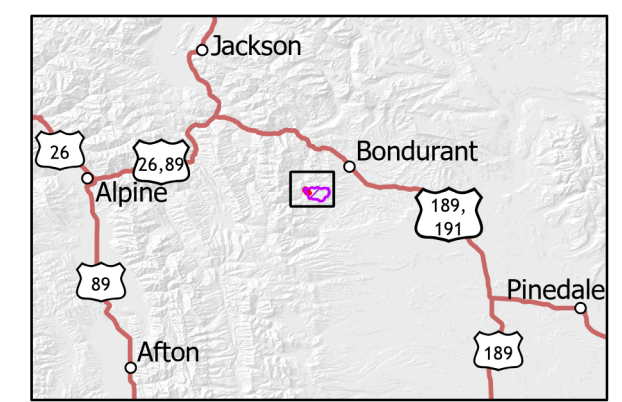 Jackson
26
26,89
Bondurant
Alpine
189,
191
89
Pinedale
Afton
189